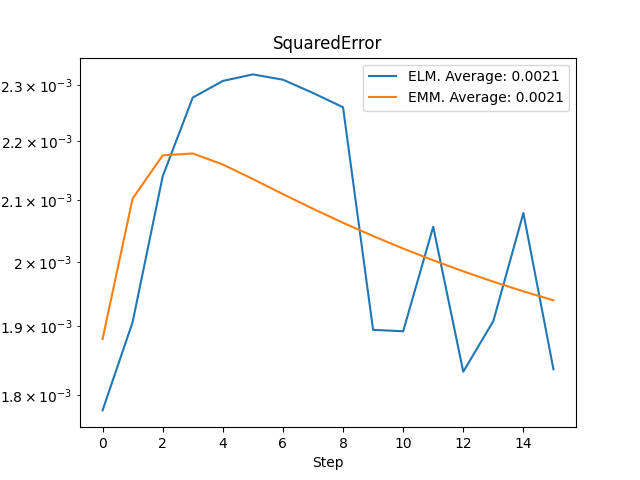 SquaredError
ELM. Average: 0.0021
EMM. Average: 0.0021
2.3 × 10⁻³
2.2 × 10⁻³
2.1 × 10⁻³
2 × 10⁻³
1.9 × 10⁻³
1.8 × 10⁻³
0 2 4 6 8 10 12 14
Step